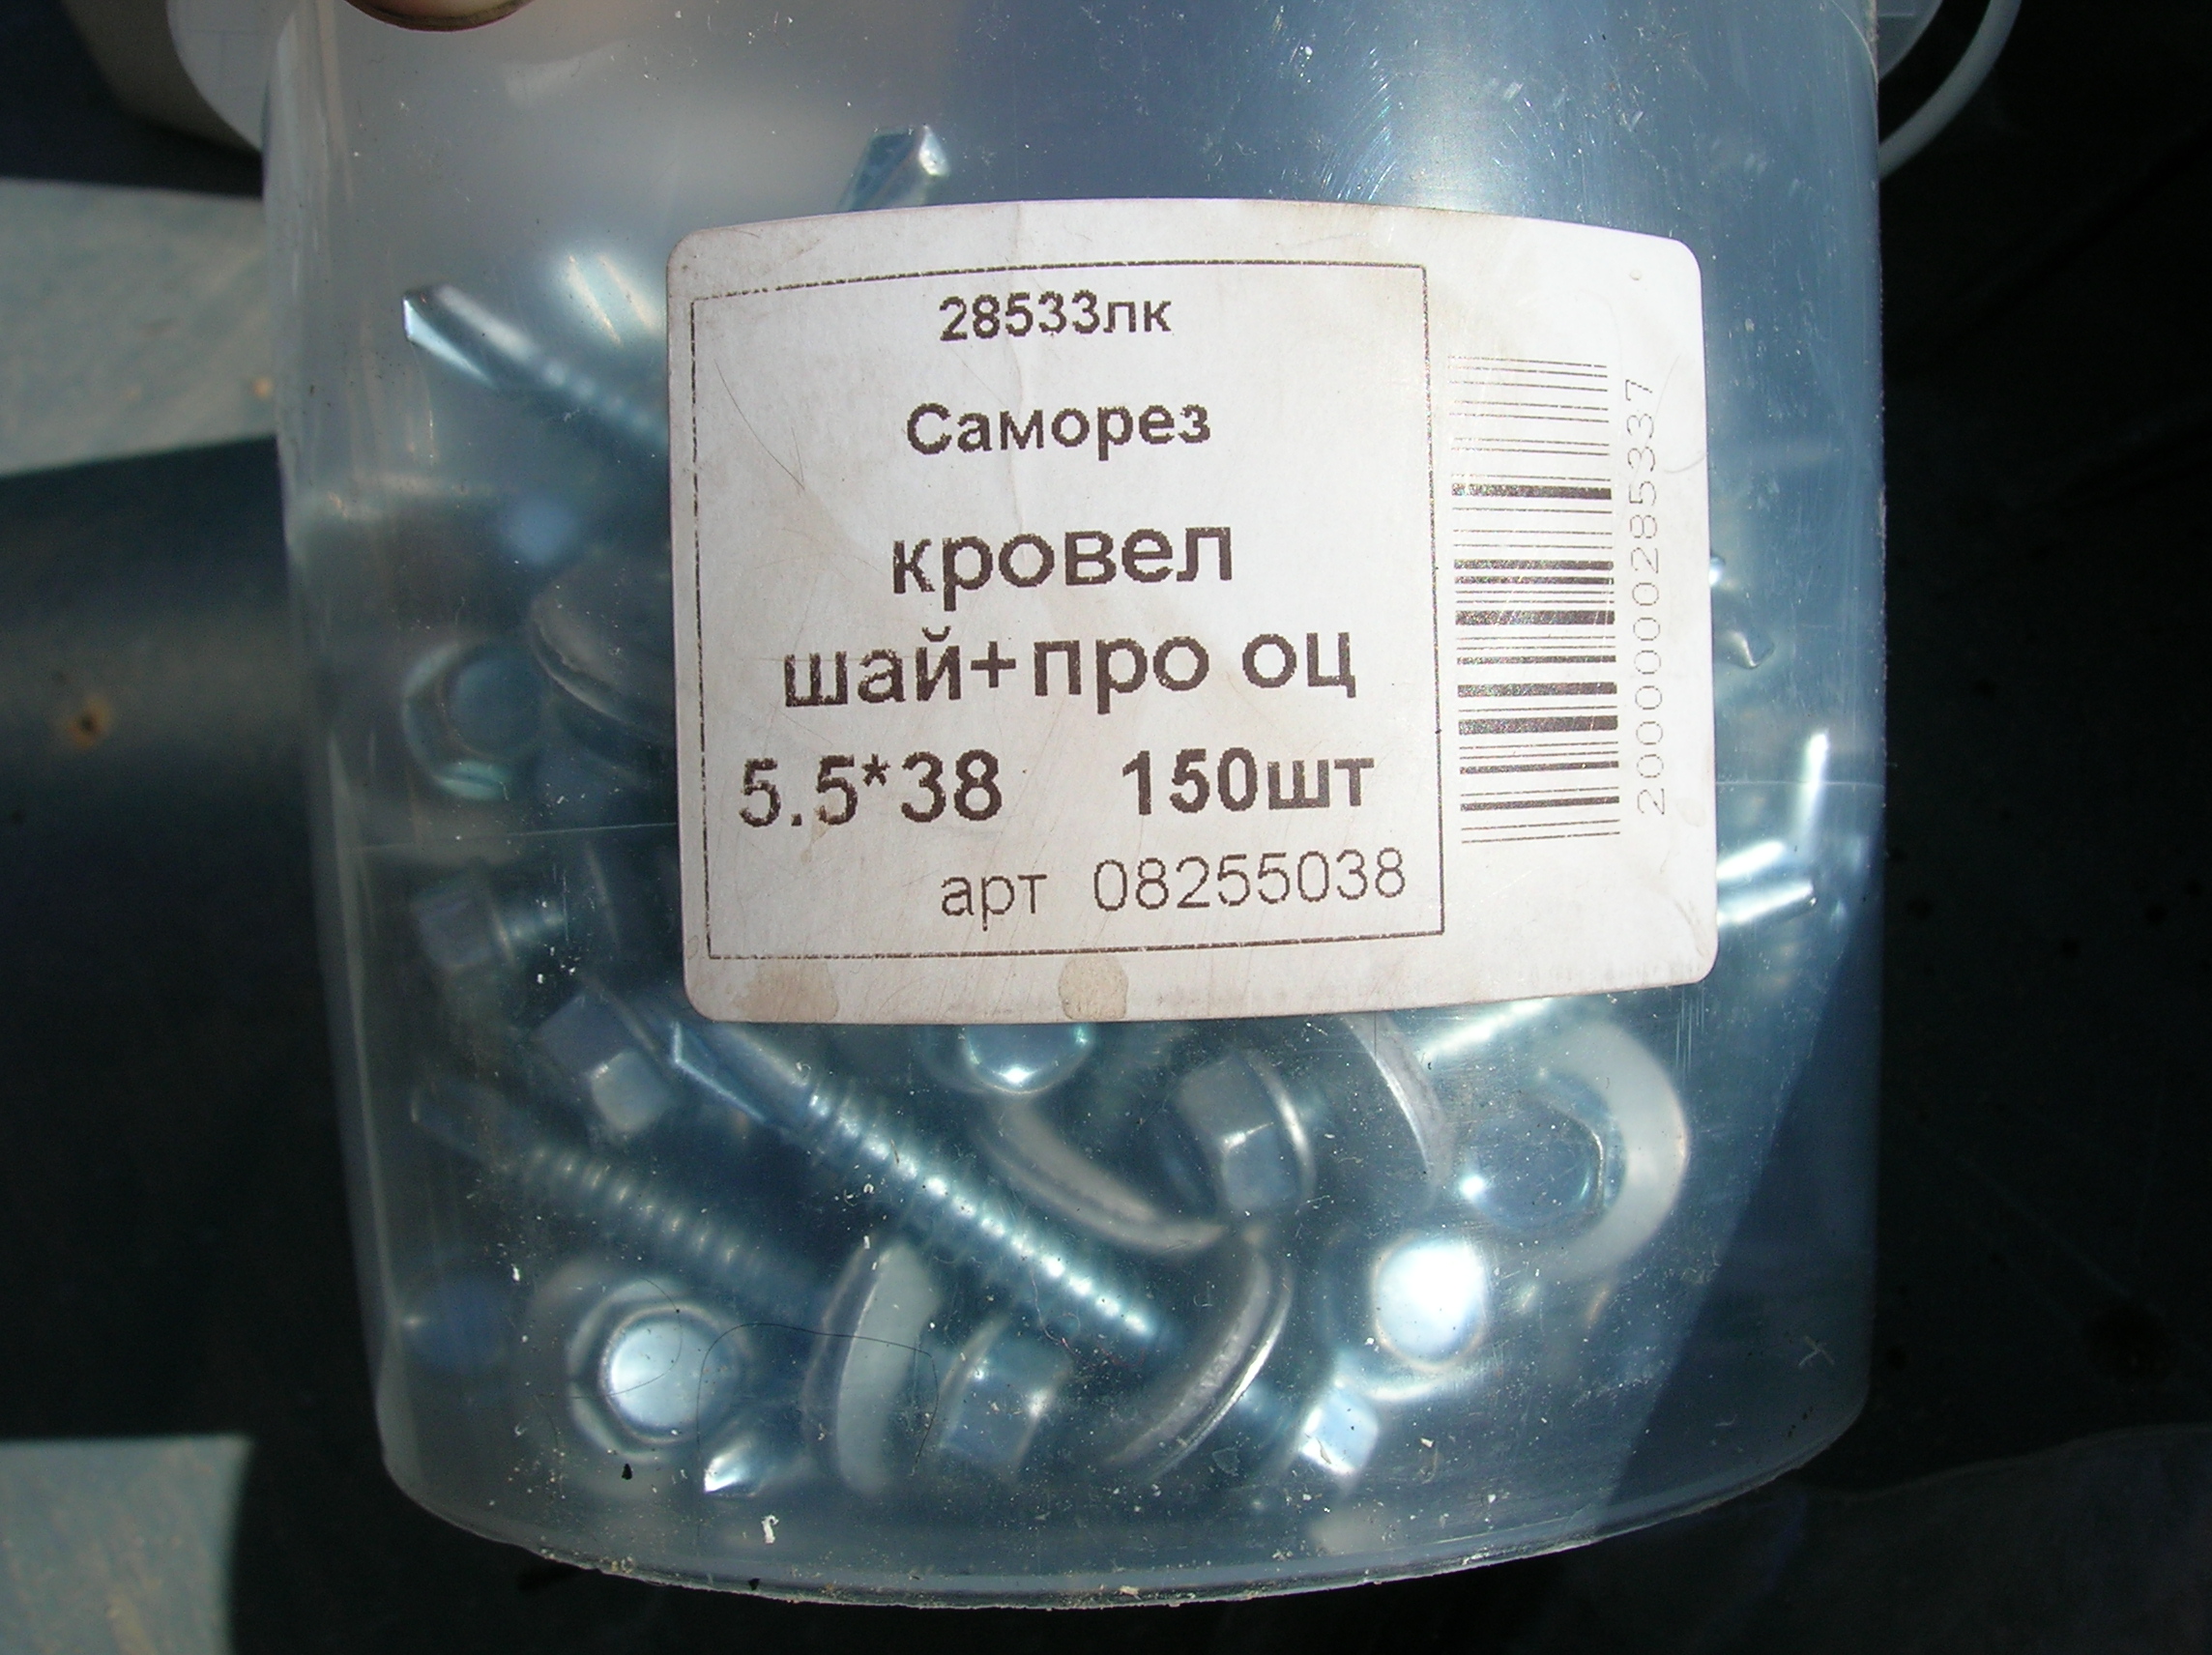 28533лк
Саморез
кровел
шай+про оц
5.5*38 150шт
арт 08255038
2000000285337